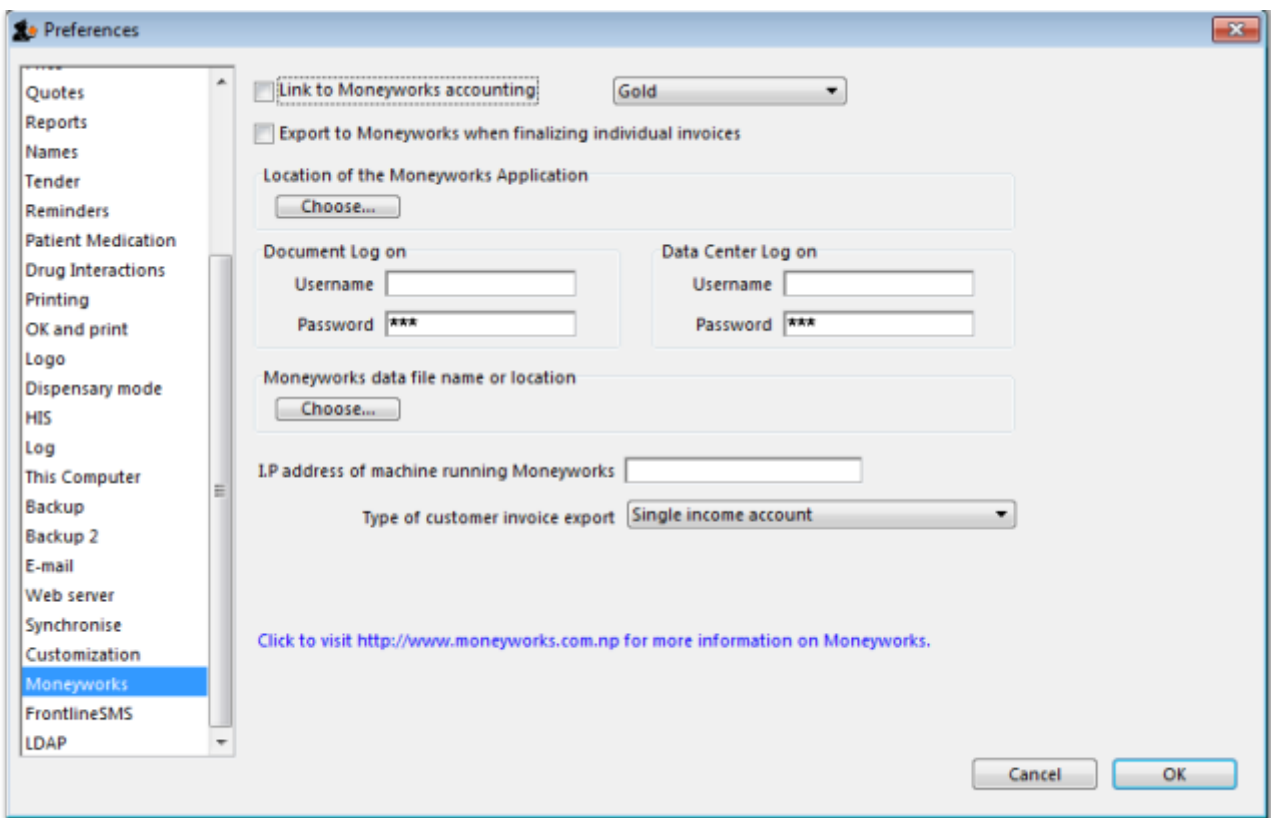 Preferences
Quotes
Reports
Names
Tender
Reminders
Patient Medication
Drug Interactions
Printing
OK and print
Logo
Dispensary mode
HIS
Log
This Computer
Backup
Backup 2
E-mail
Web server
Synchronise
Customization
Moneyworks
FrontlineSMS
LDAP
Link to Moneyworks accounting Gold
Export to Moneyworks when finalizing individual invoices
Location of the Moneyworks Application
Choose...
Document Log on Data Center Log on
Username Username
Password *** Password ***
Moneyworks data file name or location
Choose...
I.P address of machine running Moneyworks
Type of customer invoice export Single income account
Click to visit http://www.moneyworks.com.np for more information on Moneyworks.
Cancel OK